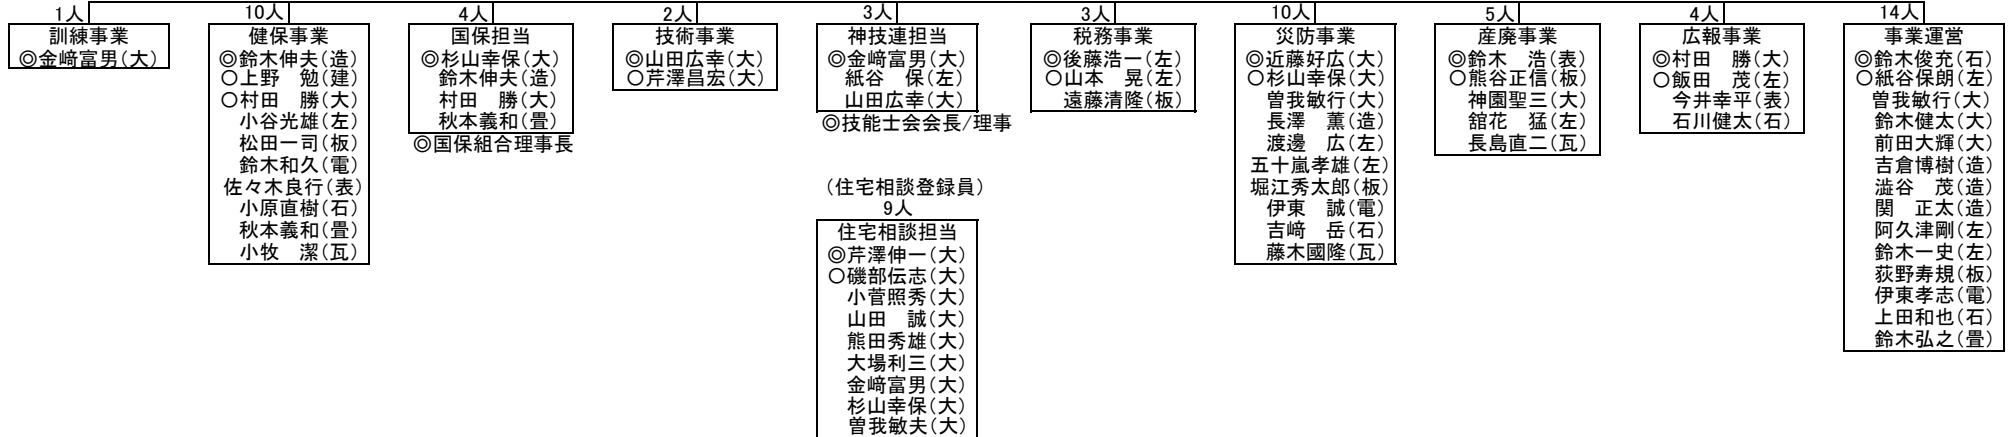 1人
訓練事業
◎金﨑富男(大)
10人
健保事業
◎鈴木伸夫(造)
○上野　勉(建)
○村田　勝(大)
小谷光雄(左)
松田一司(板)
鈴木和久(電)
佐々木良行(表)
小原直樹(石)
秋本義和(畳)
小牧　潔(瓦)
4人
国保担当
◎杉山幸保(大)
鈴木伸夫(造)
村田　勝(大)
秋本義和(畳)
◎国保組合理事長
2人
技術事業
◎山田広幸(大)
○芹澤昌宏(大)
3人
神技連担当
◎金﨑富男(大)
紙谷　保(左)
山田広幸(大)
◎技能士会会長/理事
(住宅相談登録員)
9人
住宅相談担当
◎芹澤伸一(大)
○磯部伝志(大)
小菅照秀(大)
山田　誠(大)
熊田秀雄(大)
大場利三(大)
金﨑富男(大)
杉山幸保(大)
曽我敏夫(大)
3人
税務事業
◎後藤浩一(左)
○山本　晃(左)
遠藤清隆(板)
10人
災防事業
◎近藤好広(大)
○杉山幸保(大)
曽我敏行(大)
長澤　薫(造)
渡邊　広(左)
五十嵐孝雄(左)
堀江秀太郎(板)
伊東　誠(電)
吉﨑　岳(石)
藤木國隆(瓦)
5人
産廃事業
◎鈴木　浩(表)
○熊谷正信(板)
神園聖三(大)
舘花　猛(左)
長島直二(瓦)
4人
広報事業
◎村田　勝(大)
○飯田　茂(左)
今井幸平(表)
石川健太(石)
14人
事業運営
◎鈴木俊充(石)
○紙谷保朗(左)
曽我敏行(大)
鈴木健太(大)
前田大輝(大)
吉倉博樹(造)
澁谷　茂(造)
関　正太(造)
阿久津剛(左)
鈴木一史(左)
荻野寿規(板)
伊東孝志(電)
上田和也(石)
鈴木弘之(畳)